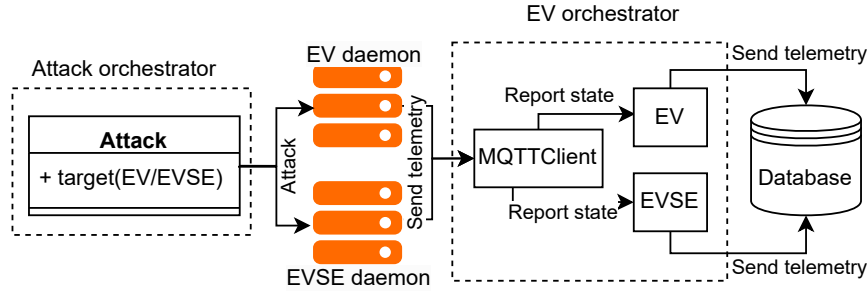 EV orchestrator
EV daemon
Attack orchestrator
Send telemetry
Report state
EV
Attack
+ target(EV/EVSE)
Attack
Send telemetry
MQTTClient
Database
Report state
EVSE
EVSE daemon
Send telemetry